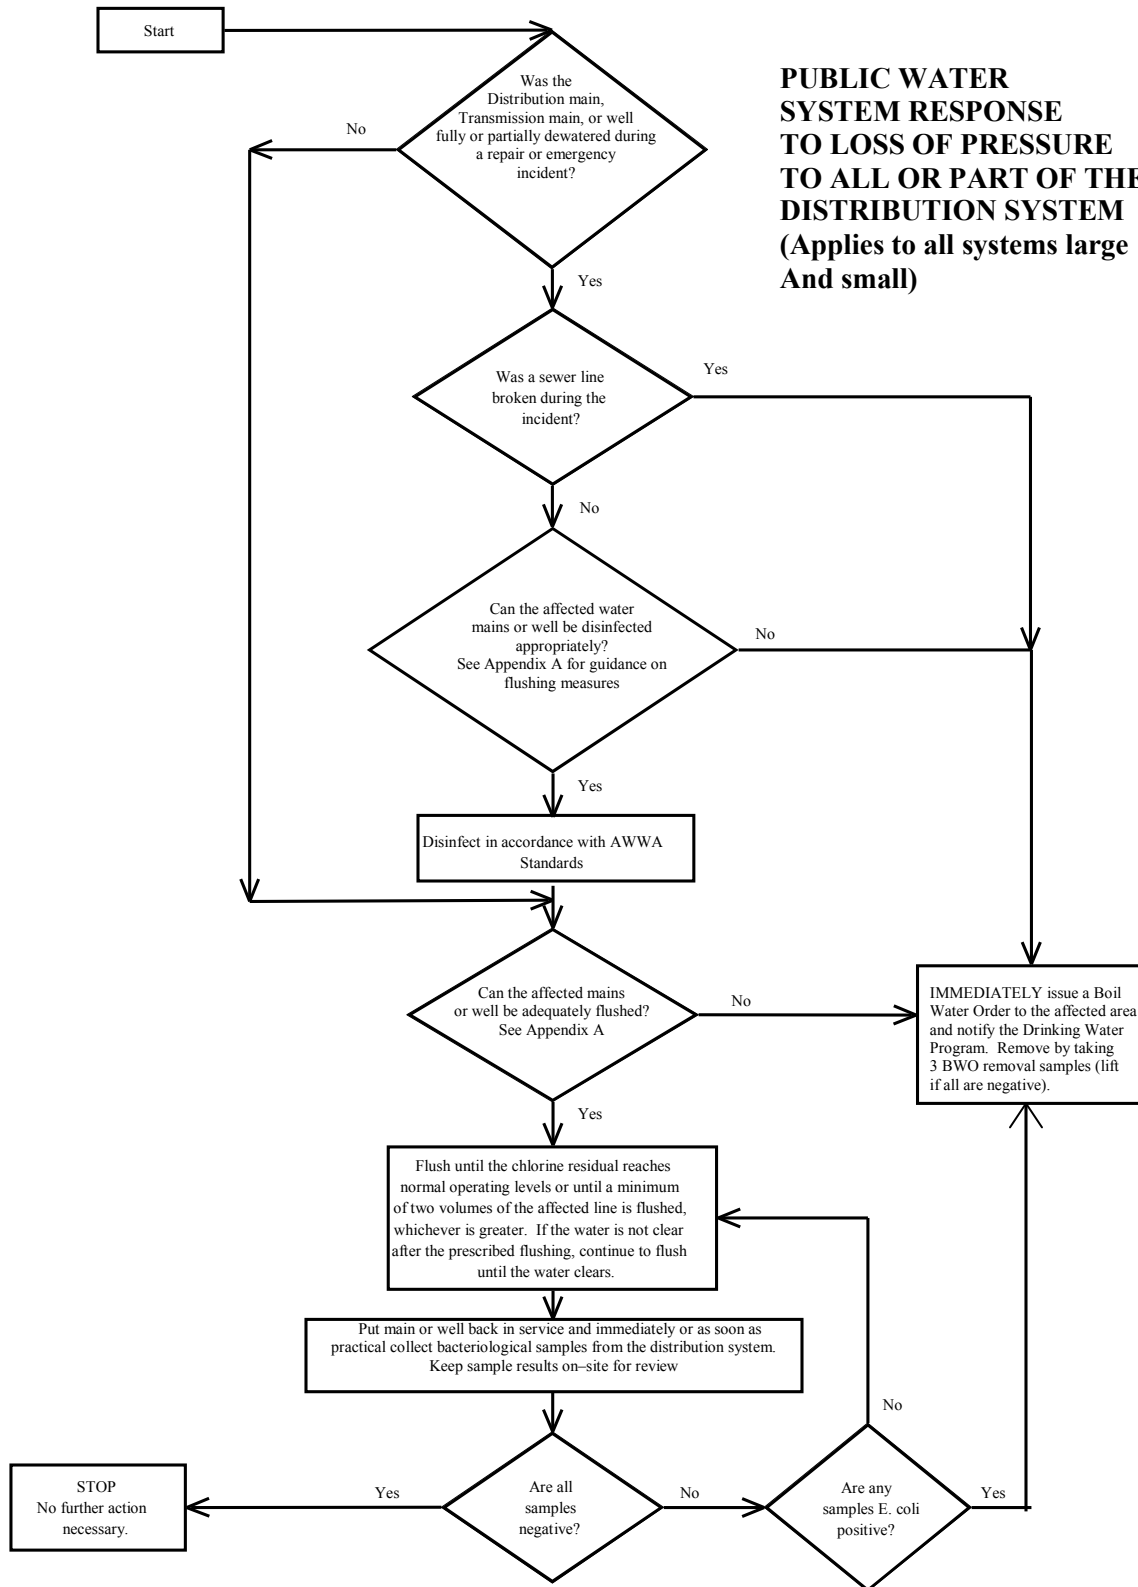 Start
PUBLIC WATER
SYSTEM RESPONSE
TO LOSS OF PRESSURE
TO ALL OR PART OF THE
DISTRIBUTION SYSTEM
(Applies to all systems large
And small)
Was the
Distribution main,
Transmission main, or well
fully or partially dewatered during
a repair or emergency
incident?
No
Yes
Was a sewer line
broken during the
incident?
Yes
No
Can the affected water
mains or well be disinfected
appropriately?
See Appendix A for guidance on
flushing measures
No
Yes
Disinfect in accordance with AWWA
Standards
Can the affected mains
or well be adequately flushed?
See Appendix A
No
IMMEDIATELY issue a Boil
Water Order to the affected area
and notify the Drinking Water
Program.  Remove by taking
3 BWO removal samples (lift
if all are negative).
Yes
Flush until the chlorine residual reaches
normal operating levels or until a minimum
of two volumes of the affected line is flushed,
whichever is greater.  If the water is not clear
after the prescribed flushing, continue to flush
until the water clears.
Put main or well back in service and immediately or as soon as
practical collect bacteriological samples from the distribution system.
Keep sample results on–site for review
No
STOP
No further action
necessary.
Yes
Are all
samples
negative?
No
Are any
samples E. coli
positive?
Yes